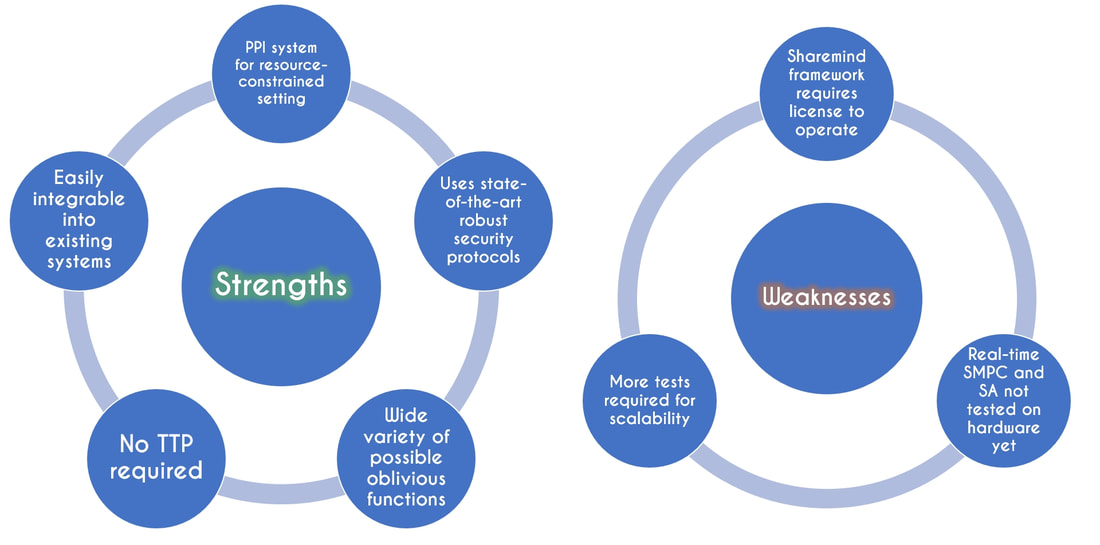 PPI system
for resource-
constrained
setting
Uses state-
of-the-art
robust
security
protocols
Wide
variety of
possible
oblivious
functions
No TTP
required
Easily
integrable
into
existing
systems
Strengths
Sharemind
framework
requires
license to
operate
Real-time
SMPC and
SA not
tested on
hardware
yet
More tests
required for
scalability
Weaknesses